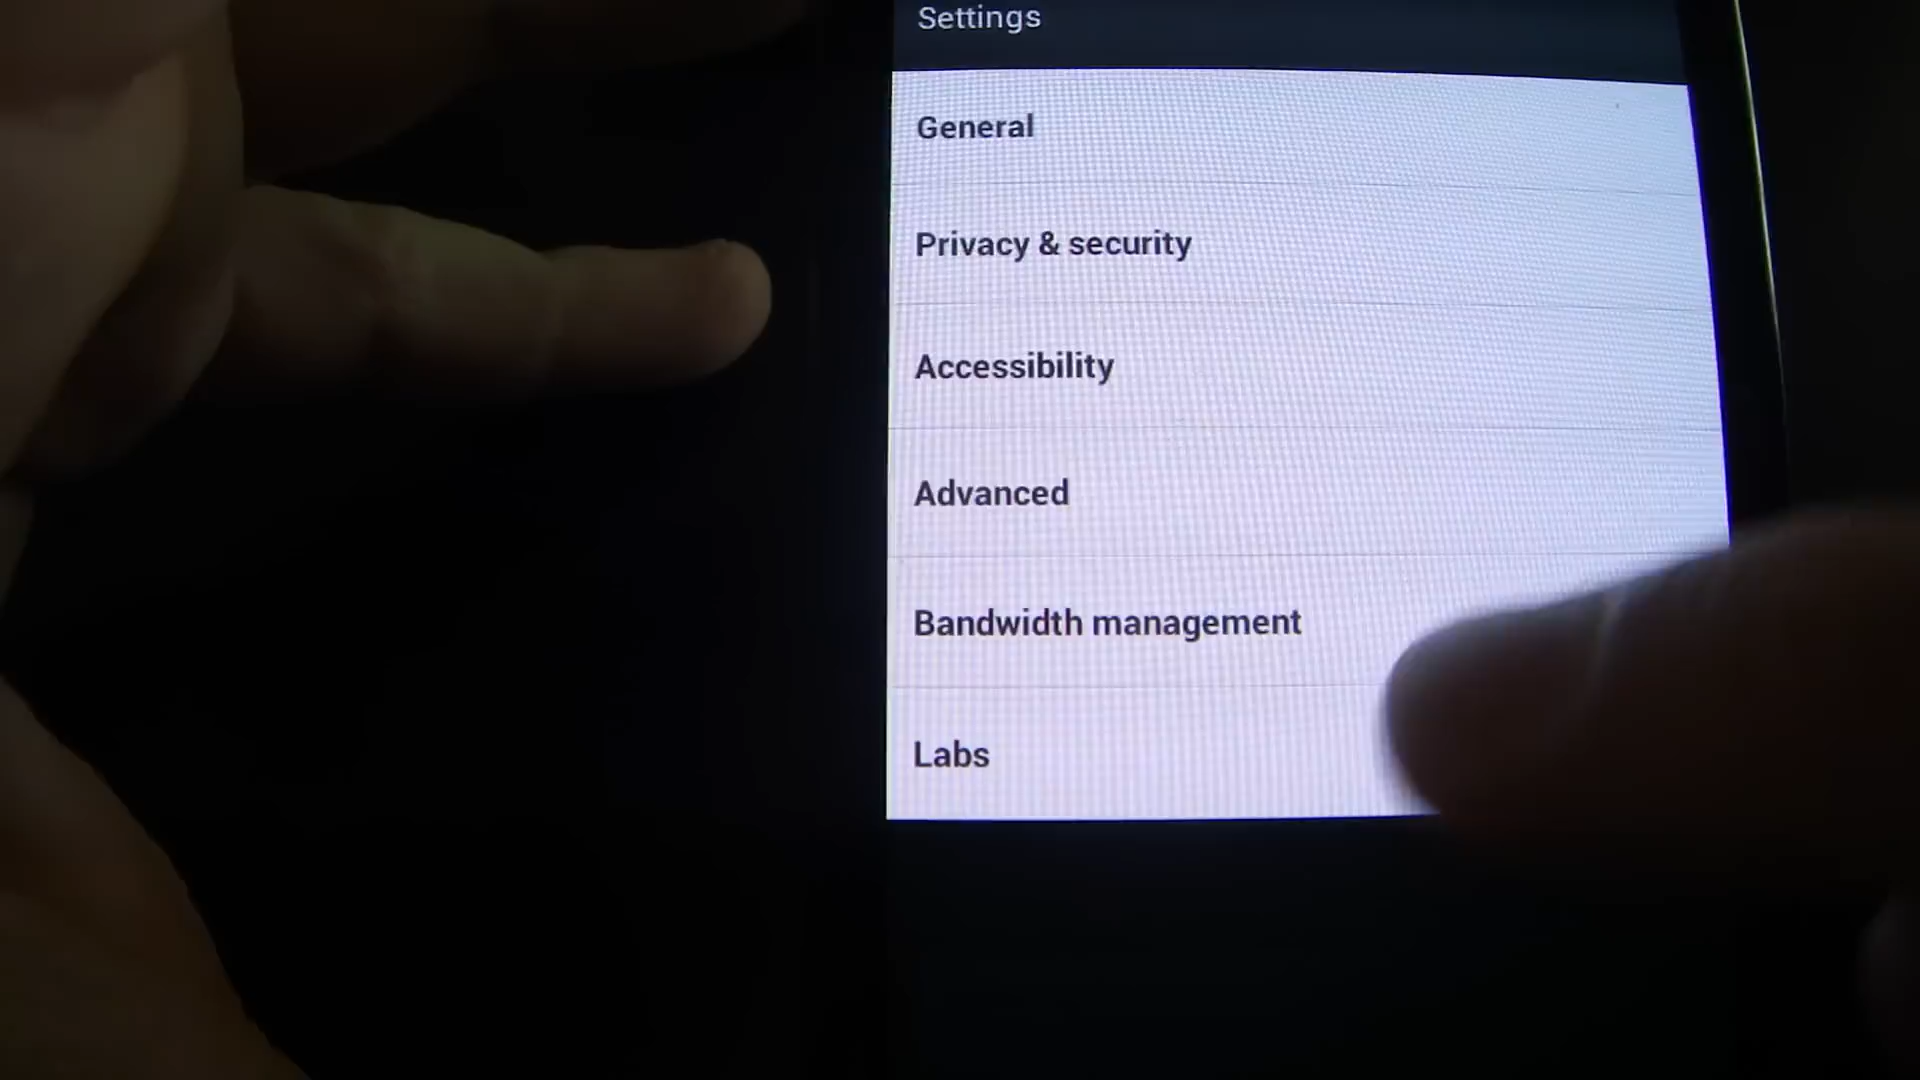 Settings
General
Privacy & security
Accessibility
Advanced
Bandwidth management
Labs